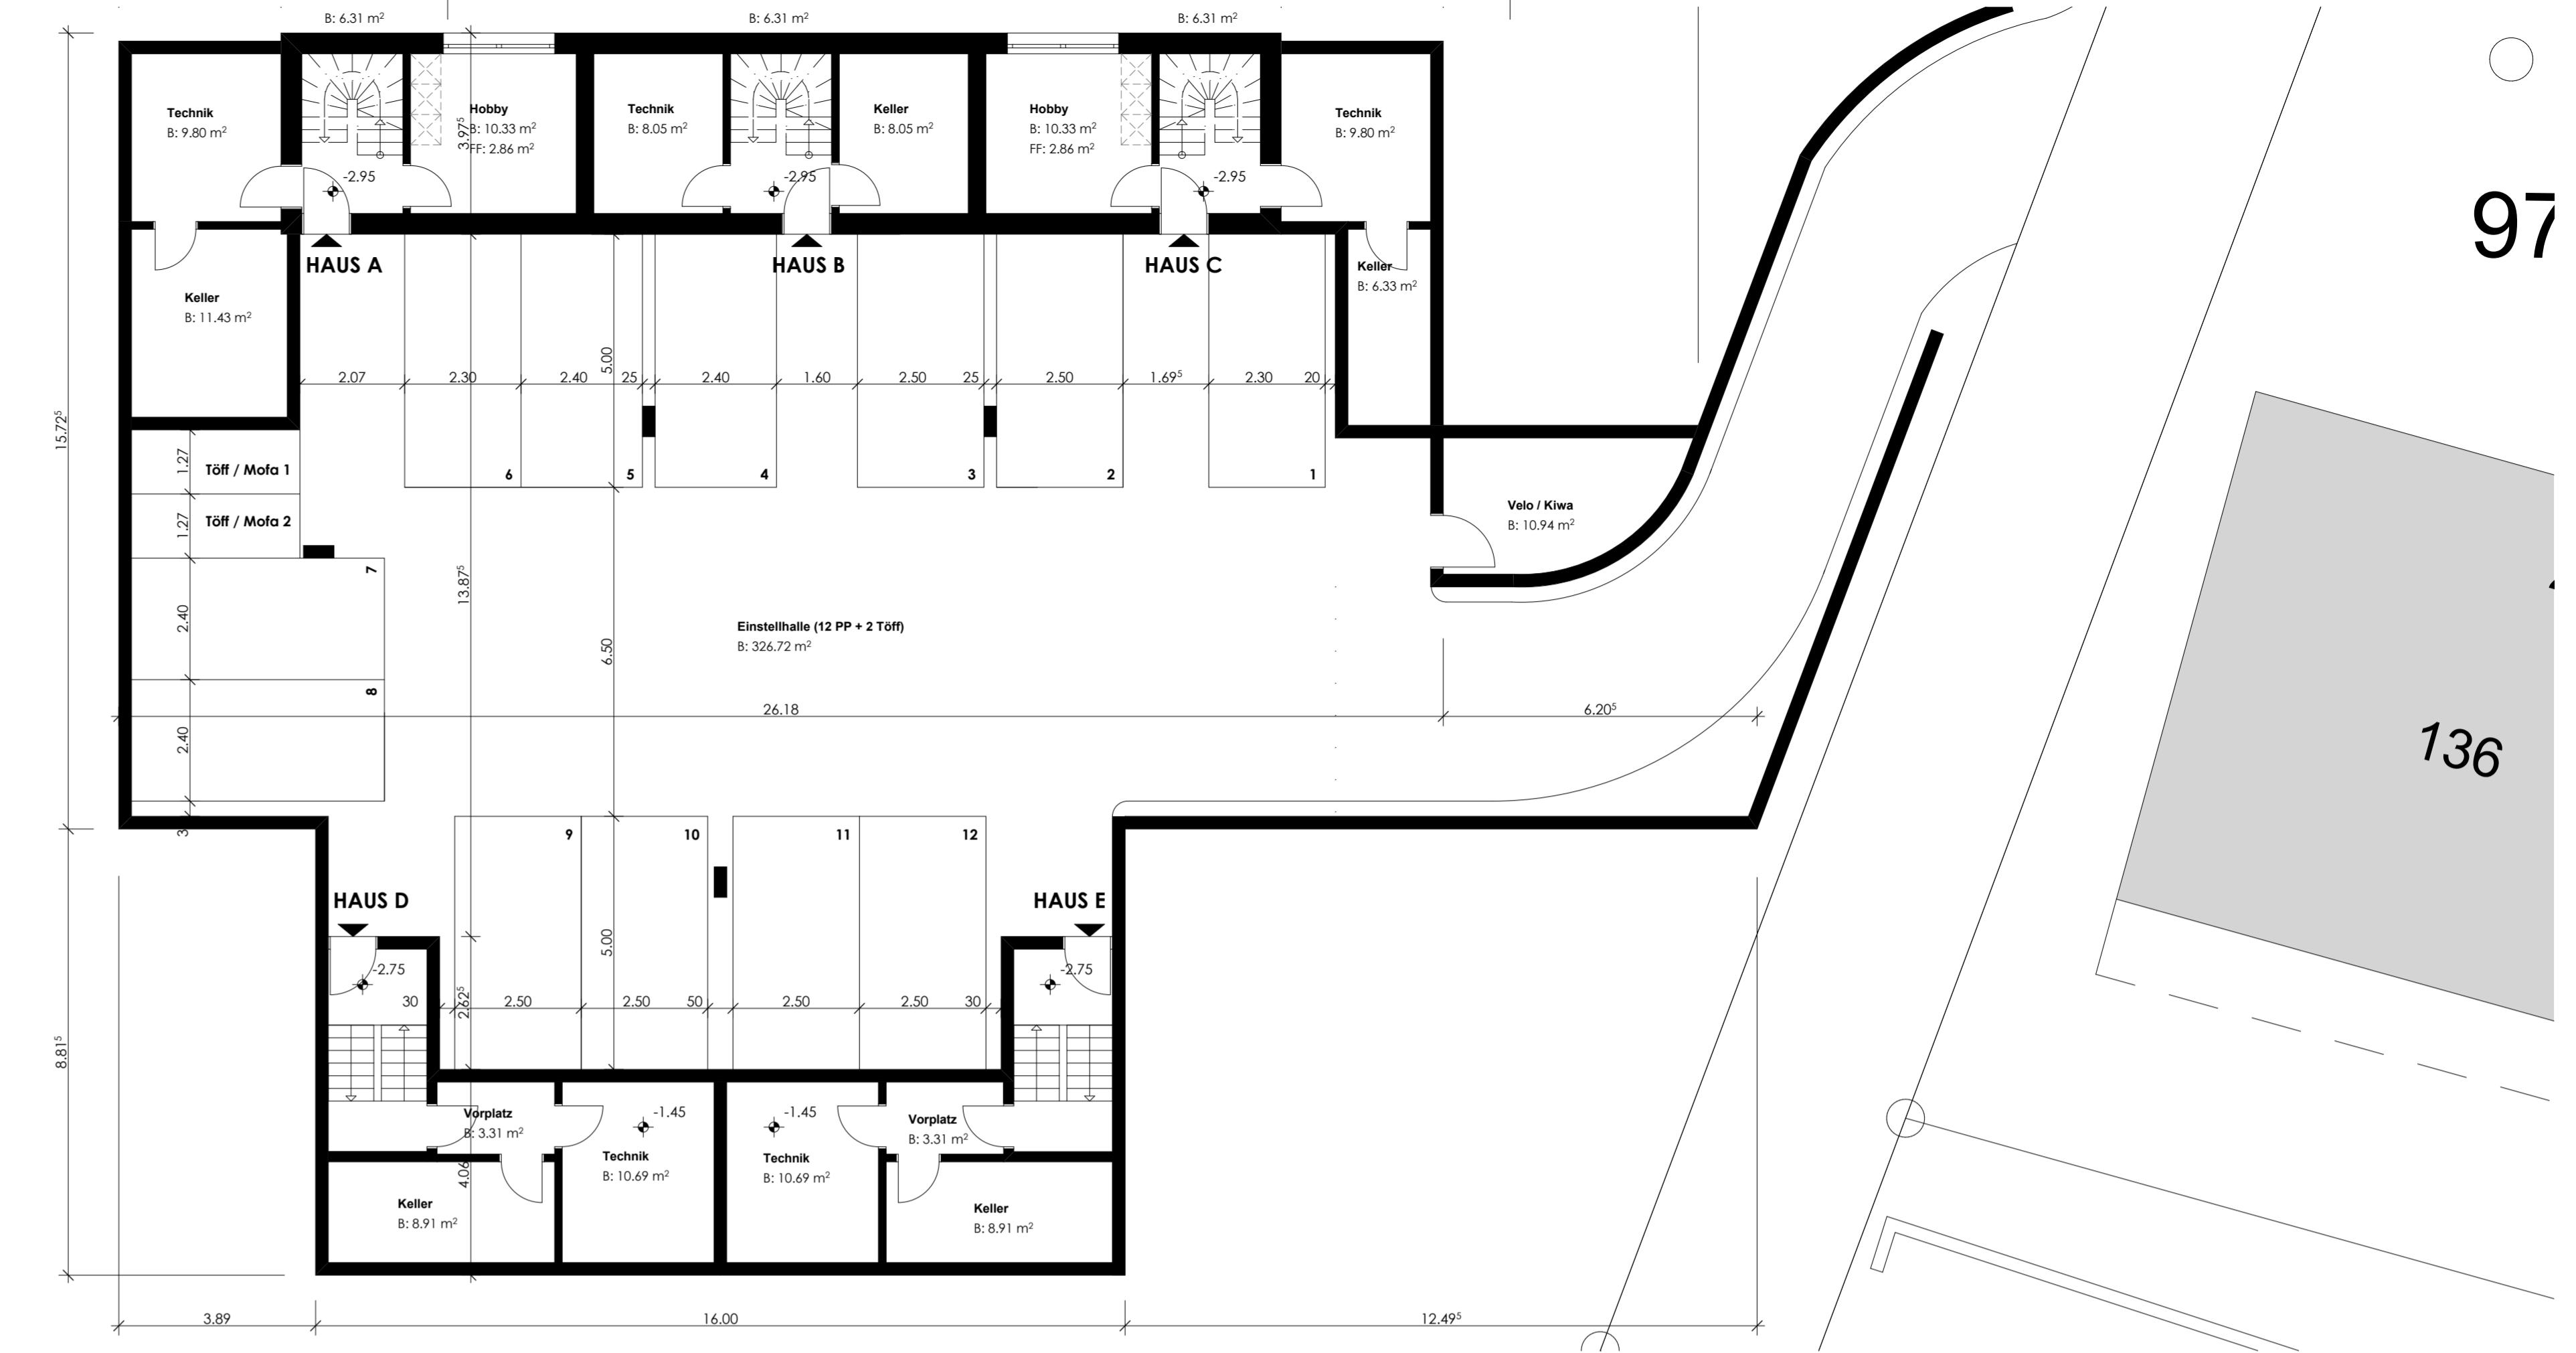 B: 6.31 m²
B: 6.31 m²
B: 6.31 m²
Technik
B: 9.80 m²
Hobby
B: 10.33 m²
FF: 2.86 m²
3.97⁵
Technik
B: 8.05 m²
Keller
B: 8.05 m²
Hobby
B: 10.33 m²
FF: 2.86 m²
Technik
B: 9.80 m²
-2.95
-2.95
-2.95
97
HAUS A
HAUS B
HAUS C
Keller
B: 11.43 m²
Keller
B: 6.33 m²
15.72⁵
5.00
2.07
2.30
2.40
25
2.40
1.60
2.50
25
2.50
1.69⁵
2.30
20
6
5
4
3
2
1
1.27
Töff / Mofa 1
1.27
Töff / Mofa 2
Velo / Kiwa
B: 10.94 m²
7
13.87⁵
2.40
Einstellhalle (12 PP + 2 Töff)
B: 326.72 m²
6.50
8
2.40
26.18
6.20⁵
136
3
9
10
11
12
HAUS D
HAUS E
5.00
-2.75
-2.75
30
2.62⁵
2.50
2.50
50
2.50
2.50
30
8.81⁵
Vorplatz
B: 3.31 m²
-1.45
-1.45
Vorplatz
B: 3.31 m²
Technik
B: 10.69 m²
Technik
B: 10.69 m²
4.06
Keller
B: 8.91 m²
Keller
B: 8.91 m²
3.89
16.00
12.49⁵